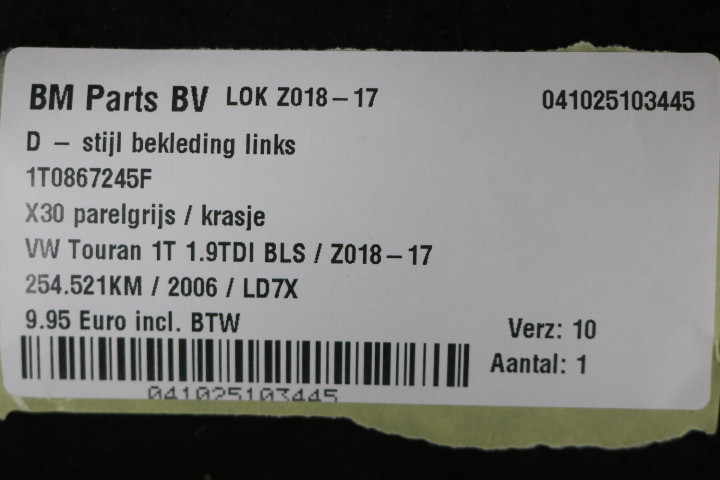 BM Parts BV LOK Z018-17 041025103445
D - stijl bekleding links
1T0867245F
X30 parelgrijs / krasje
VW Touran 1T 1.9TDI BLS / Z018-17
254.521KM / 2006 / LD7X
9.95 Euro incl. BTW Verz: 10
Aantal: 1
041025103445